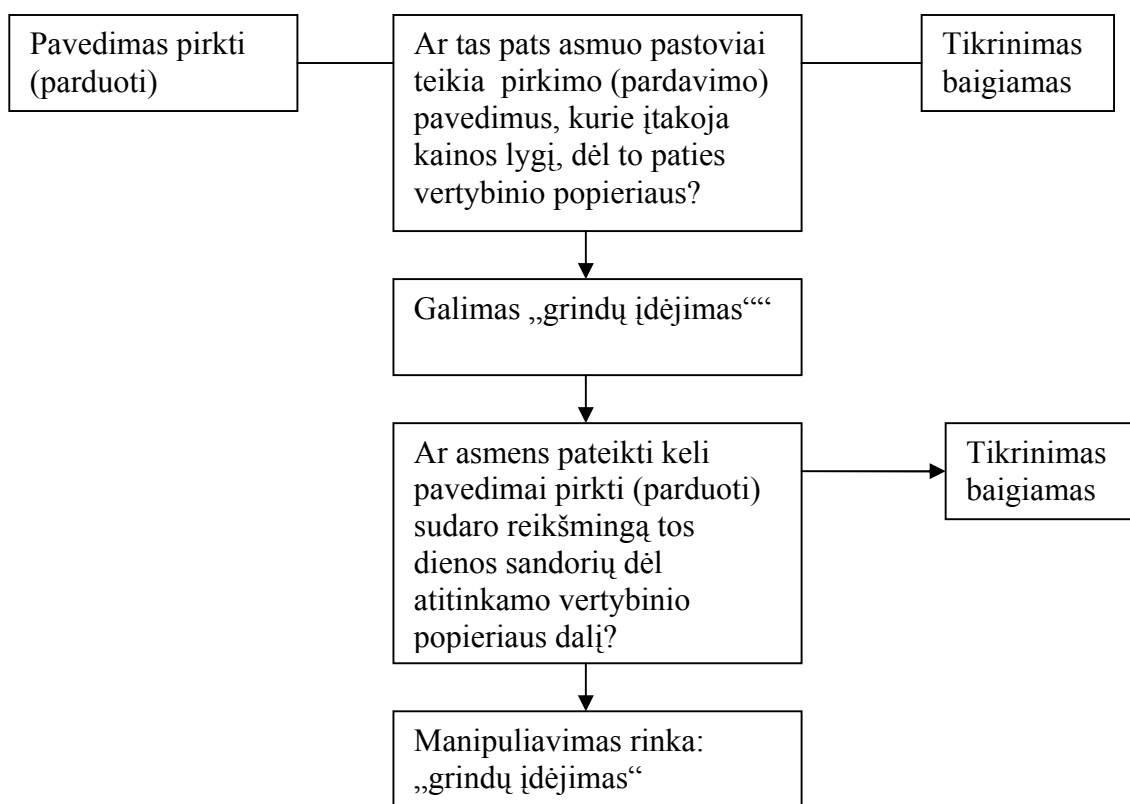 Pavedimas pirkti
(parduoti)
Ar tas pats asmuo pastoviai
teikia pirkimo (pardavimo)
pavedimus, kurie įtakoja
kainos lygį, dėl to paties
vertybinio popieriaus?
Tikrinimas
baigiamas
Galimas „grindų įdėjimas““
Ar asmens pateikti keli
pavedimai pirkti (parduoti)
sudaro reikšmingą tos
dienos sandorių dėl
atitinkamo vertybinio
popieriaus dalį?
Tikrinimas
baigiamas
Manipuliavimas rinka:
„grindų įdėjimas“